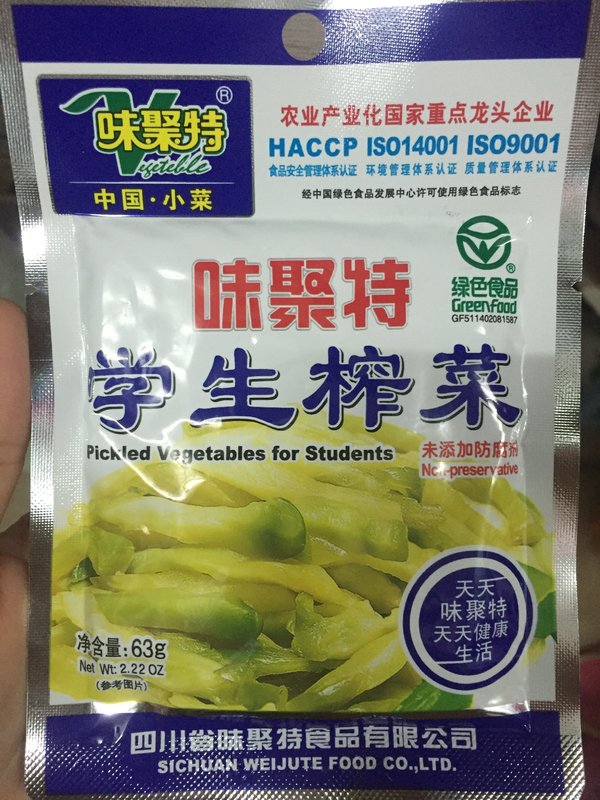 味聚特®
Vegeteble
中国·小菜
农业产业化国家重点龙头企业
HACCP ISO14001 ISO9001
食品安全管理体系认证 环境管理体系认证 质量管理体系认证
经中国绿色食品发展中心许可使用绿色食品标志
味聚特
®
绿色食品
Greenfood
GF511402081587
学生榨菜
Pickled Vegetables for Students
未添加防腐剂
Non-preservative
天天
味聚特
天天健康
生活
净含量:63g
Net Wt: 2.22 OZ
(参考图片)
四川省味聚特食品有限公司
SICHUAN WEIJUTE FOOD CO.,LTD.